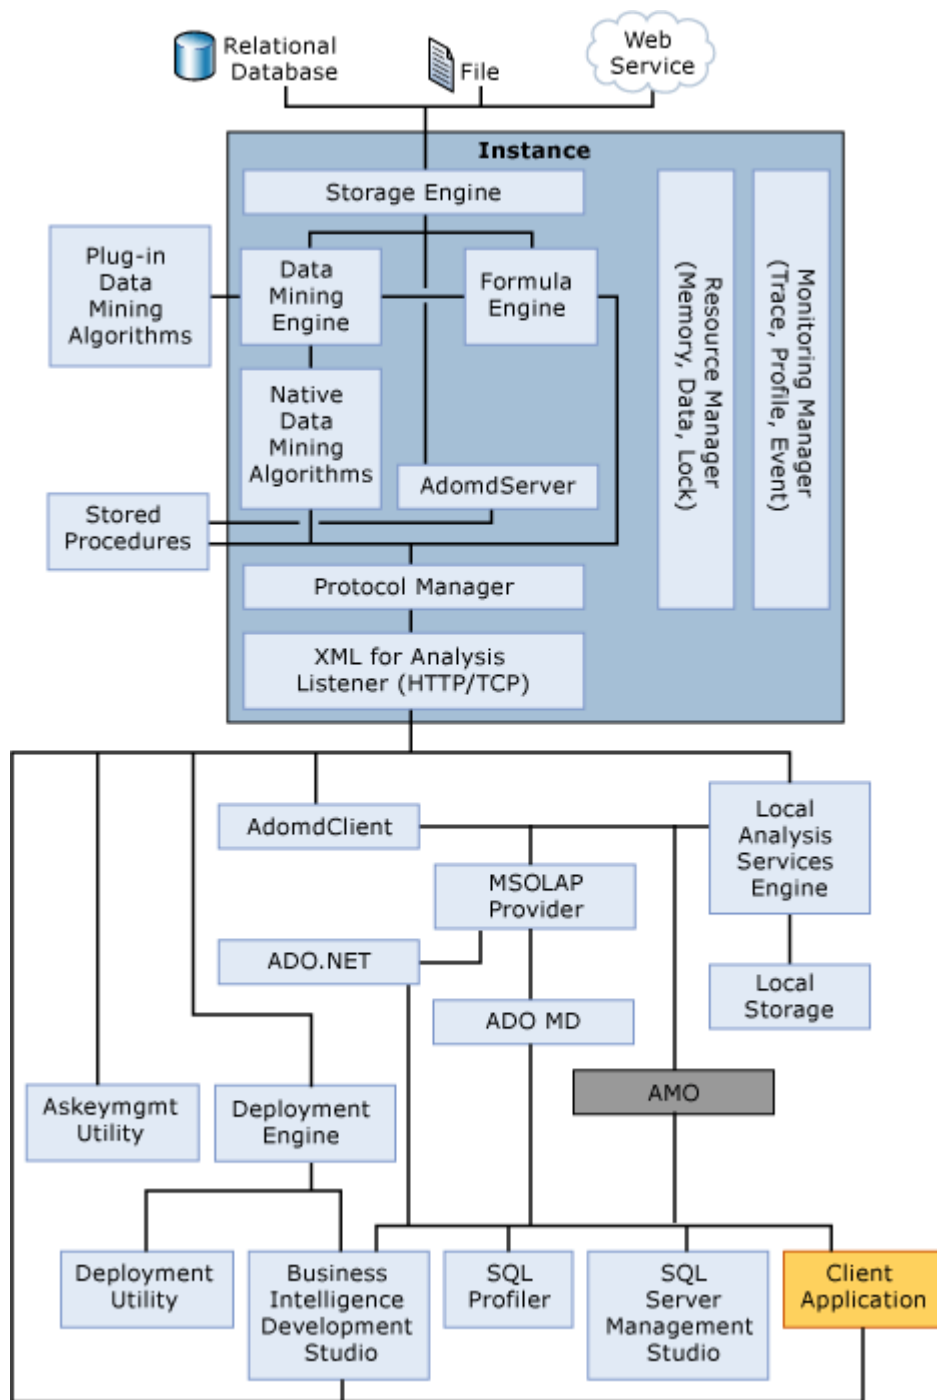 Relational
Database
File
Web
Service
Instance
Storage Engine
Plug-in
Data
Mining
Algorithms
Data
Mining
Engine
Formula
Engine
Resource Manager
(Memory, Data, Lock)
Monitoring Manager
(Trace, Profile, Event)
Native
Data
Mining
Algorithms
AdomdServer
Stored
Procedures
Protocol Manager
XML for Analysis
Listener (HTTP/TCP)
AdomdClient
Local
Analysis
Services
Engine
MSOLAP
Provider
ADO.NET
Local
Storage
ADO MD
AMO
Askeymgmt
Utility
Deployment
Engine
Deployment
Utility
Business
Intelligence
Development
Studio
SQL
Profiler
SQL
Server
Management
Studio
Client
Application